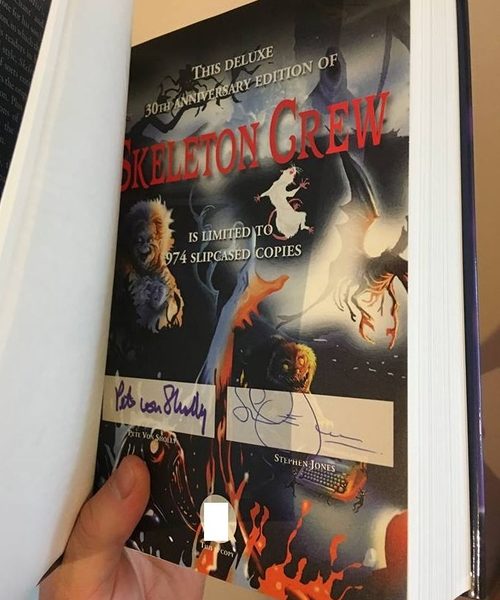 THIS DELUXE
30TH ANNIVERSARY EDITION OF
SKELETON CREW
IS LIMITED TO
974 SLIPCASED COPIES
Pete von Sholly
PETE VON SHOLLY
STEPHEN JONES
COPY